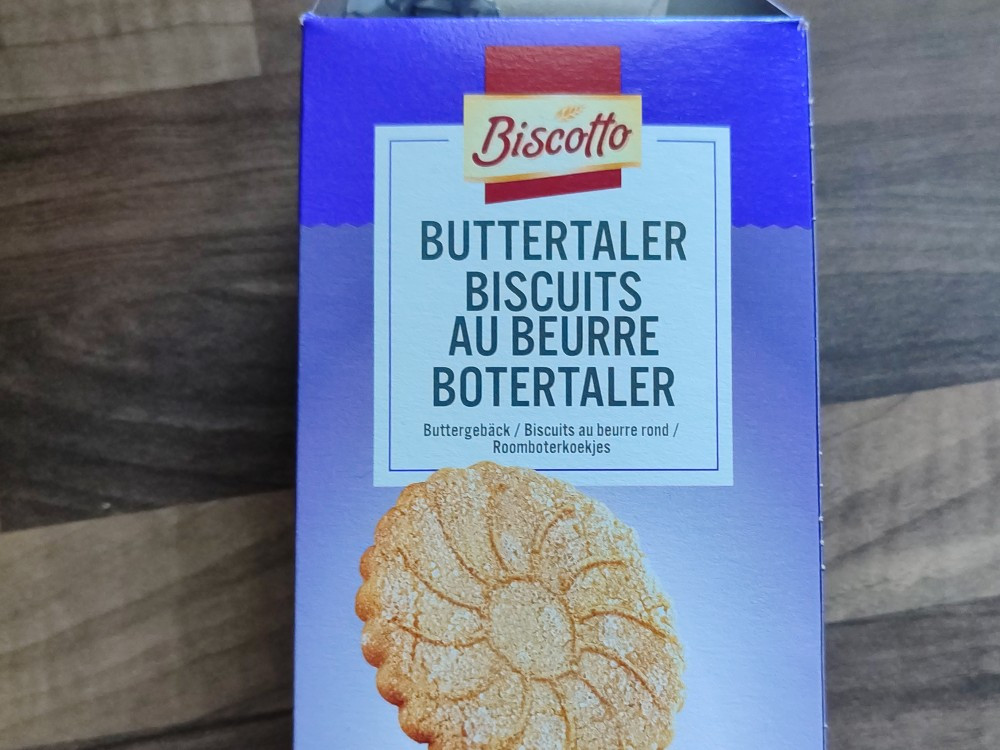 Biscotto
BUTTERTALER
BISCUITS
AU BEURRE
BOTERTALER
Buttergebäck / Biscuits au beurre rond /
Roomboterkoekjes